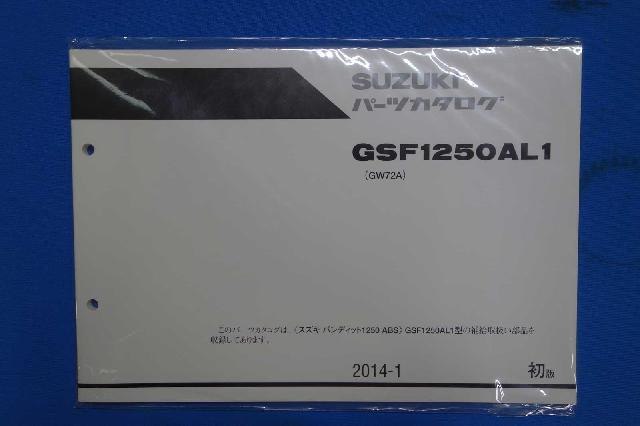 SUZUKI
パーツカタログ
GSF1250AL1
(GW72A)
このパーツカタログは、(スズキ バンディット1250 ABS) GSF1250AL1型の補給取扱い部品を
収録してあります。
2014-1 初版